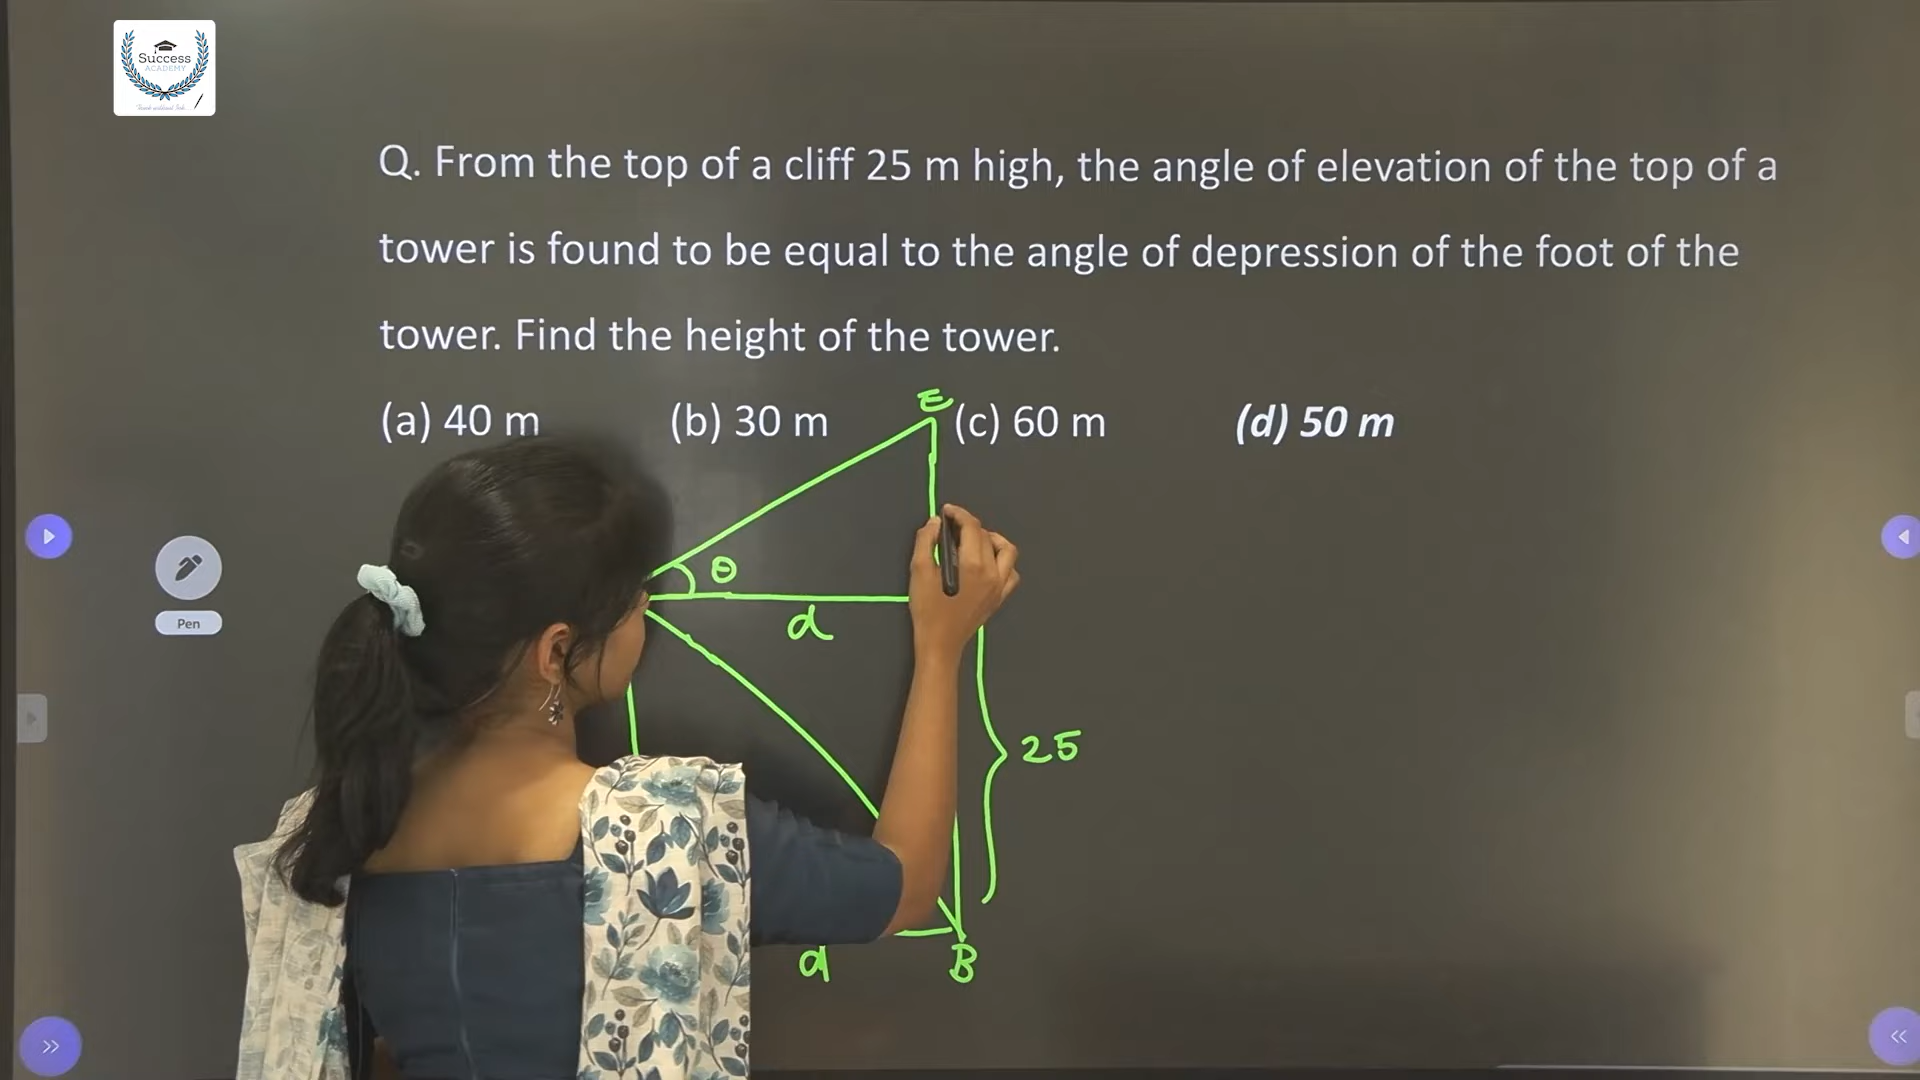 Success
ACADEMY
Q. From the top of a cliff 25 m high, the angle of elevation of the top of a
tower is found to be equal to the angle of depression of the foot of the
tower. Find the height of the tower.
(a) 40 m (b) 30 m (c) 60 m (d) 50 m
E
θ
d
25
d
B
Pen